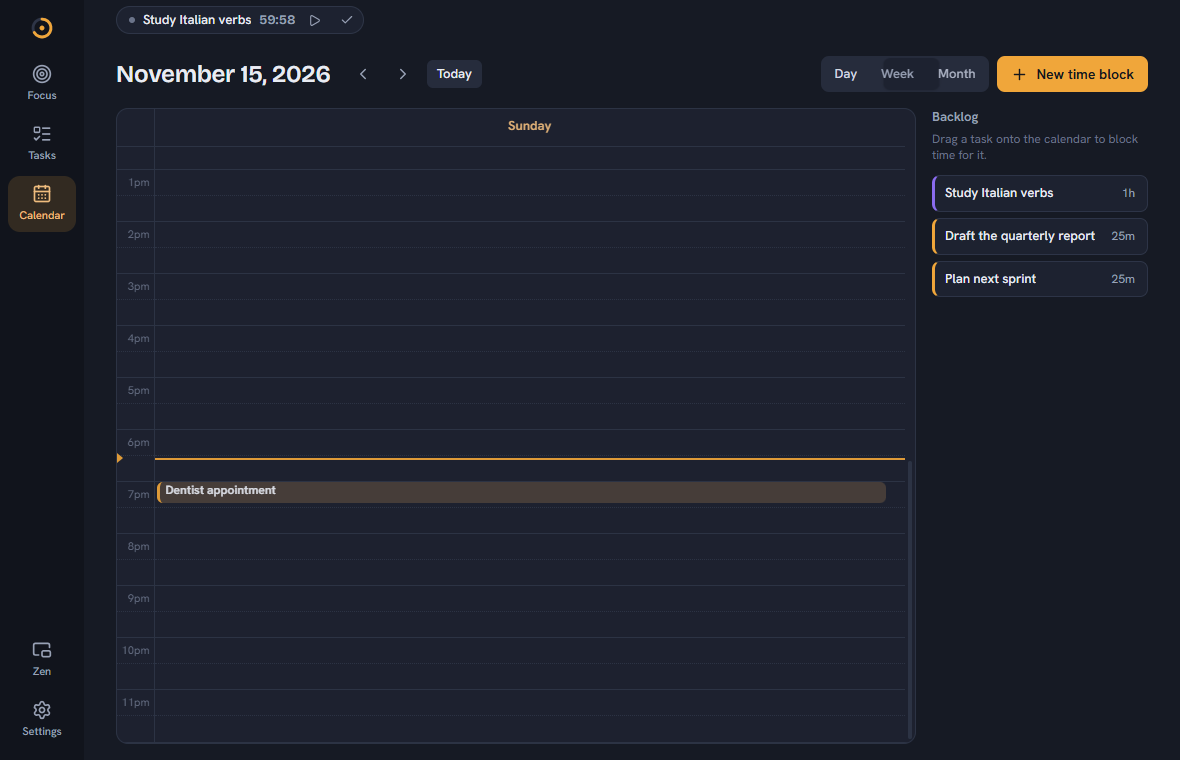 Study Italian verbs 59:58
Focus
Tasks
Calendar
Zen
Settings
November 15, 2026
Today
Day Week Month
New time block
Sunday
1pm
2pm
3pm
4pm
5pm
6pm
7pm
Dentist appointment
8pm
9pm
10pm
11pm
Backlog
Drag a task onto the calendar to block
time for it.
Study Italian verbs 1h
Draft the quarterly report 25m
Plan next sprint 25m